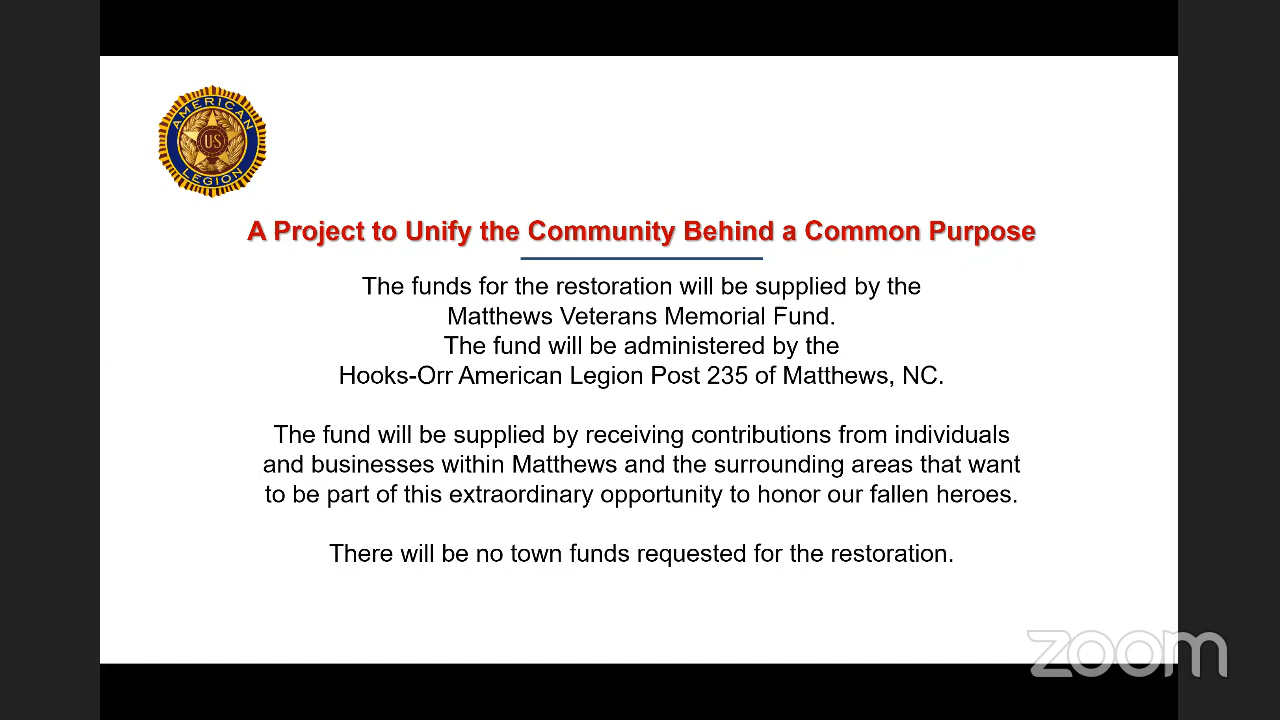 AMERICAN
US
LEGION
A Project to Unify the Community Behind a Common Purpose
The funds for the restoration will be supplied by the
Matthews Veterans Memorial Fund.
The fund will be administered by the
Hooks-Orr American Legion Post 235 of Matthews, NC.
The fund will be supplied by receiving contributions from individuals
and businesses within Matthews and the surrounding areas that want
to be part of this extraordinary opportunity to honor our fallen heroes.
There will be no town funds requested for the restoration.
zoom